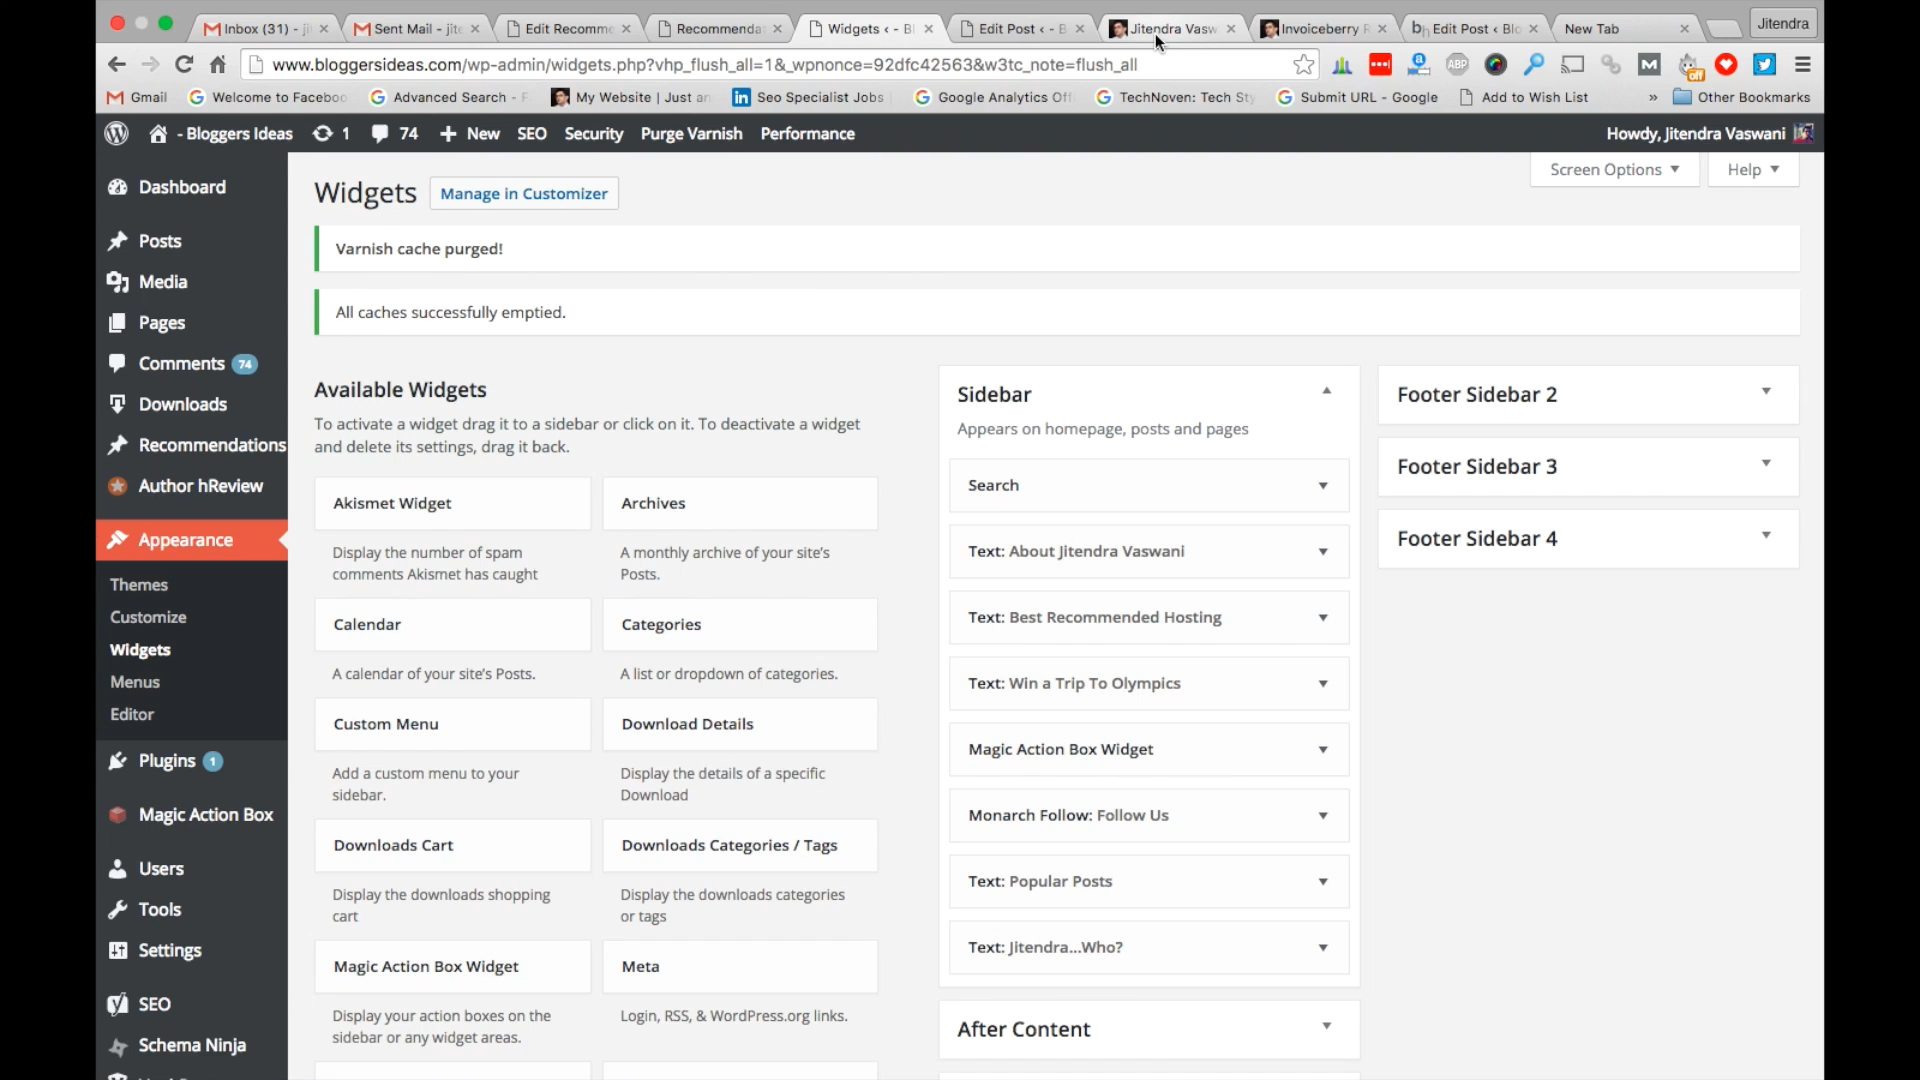 Inbox (31) - ji
Sent Mail - jite
Edit Recomme
Recommendat
Widgets ‹ - Bl
Edit Post ‹ - B
Jitendra Vasw
Invoiceberry R
Edit Post ‹ Blo
New Tab
Jitendra
www.bloggersideas.com/wp-admin/widgets.php?vhp_flush_all=1&_wpnonce=92dfc42563&w3tc_note=flush_all
ABP
M
off
Gmail
Welcome to Faceboo
Advanced Search - F
My Website | Just an
Seo Specialist Jobs
Google Analytics Off
TechNoven: Tech Sty
Submit URL - Google
Add to Wish List
»
Other Bookmarks
- Bloggers Ideas
1
74
New
SEO
Security
Purge Varnish
Performance
Howdy, Jitendra Vaswani
Dashboard
Posts
Media
Pages
Comments 74
Downloads
Recommendations
Author hReview
Appearance
Themes
Customize
Widgets
Menus
Editor
Plugins 1
Magic Action Box
Users
Tools
Settings
SEO
Schema Ninja
Screen Options
Help
Widgets
Manage in Customizer
Varnish cache purged!
All caches successfully emptied.
Available Widgets
To activate a widget drag it to a sidebar or click on it. To deactivate a widget
and delete its settings, drag it back.
Akismet Widget
Display the number of spam
comments Akismet has caught
Archives
A monthly archive of your site's
Posts.
Calendar
A calendar of your site's Posts.
Categories
A list or dropdown of categories.
Custom Menu
Add a custom menu to your
sidebar.
Download Details
Display the details of a specific
Download
Downloads Cart
Display the downloads shopping
cart
Downloads Categories / Tags
Display the downloads categories
or tags
Magic Action Box Widget
Display your action boxes on the
sidebar or any widget areas.
Meta
Login, RSS, & WordPress.org links.
Sidebar
Appears on homepage, posts and pages
Search
Text: About Jitendra Vaswani
Text: Best Recommended Hosting
Text: Win a Trip To Olympics
Magic Action Box Widget
Monarch Follow: Follow Us
Text: Popular Posts
Text: Jitendra...Who?
After Content
Footer Sidebar 2
Footer Sidebar 3
Footer Sidebar 4